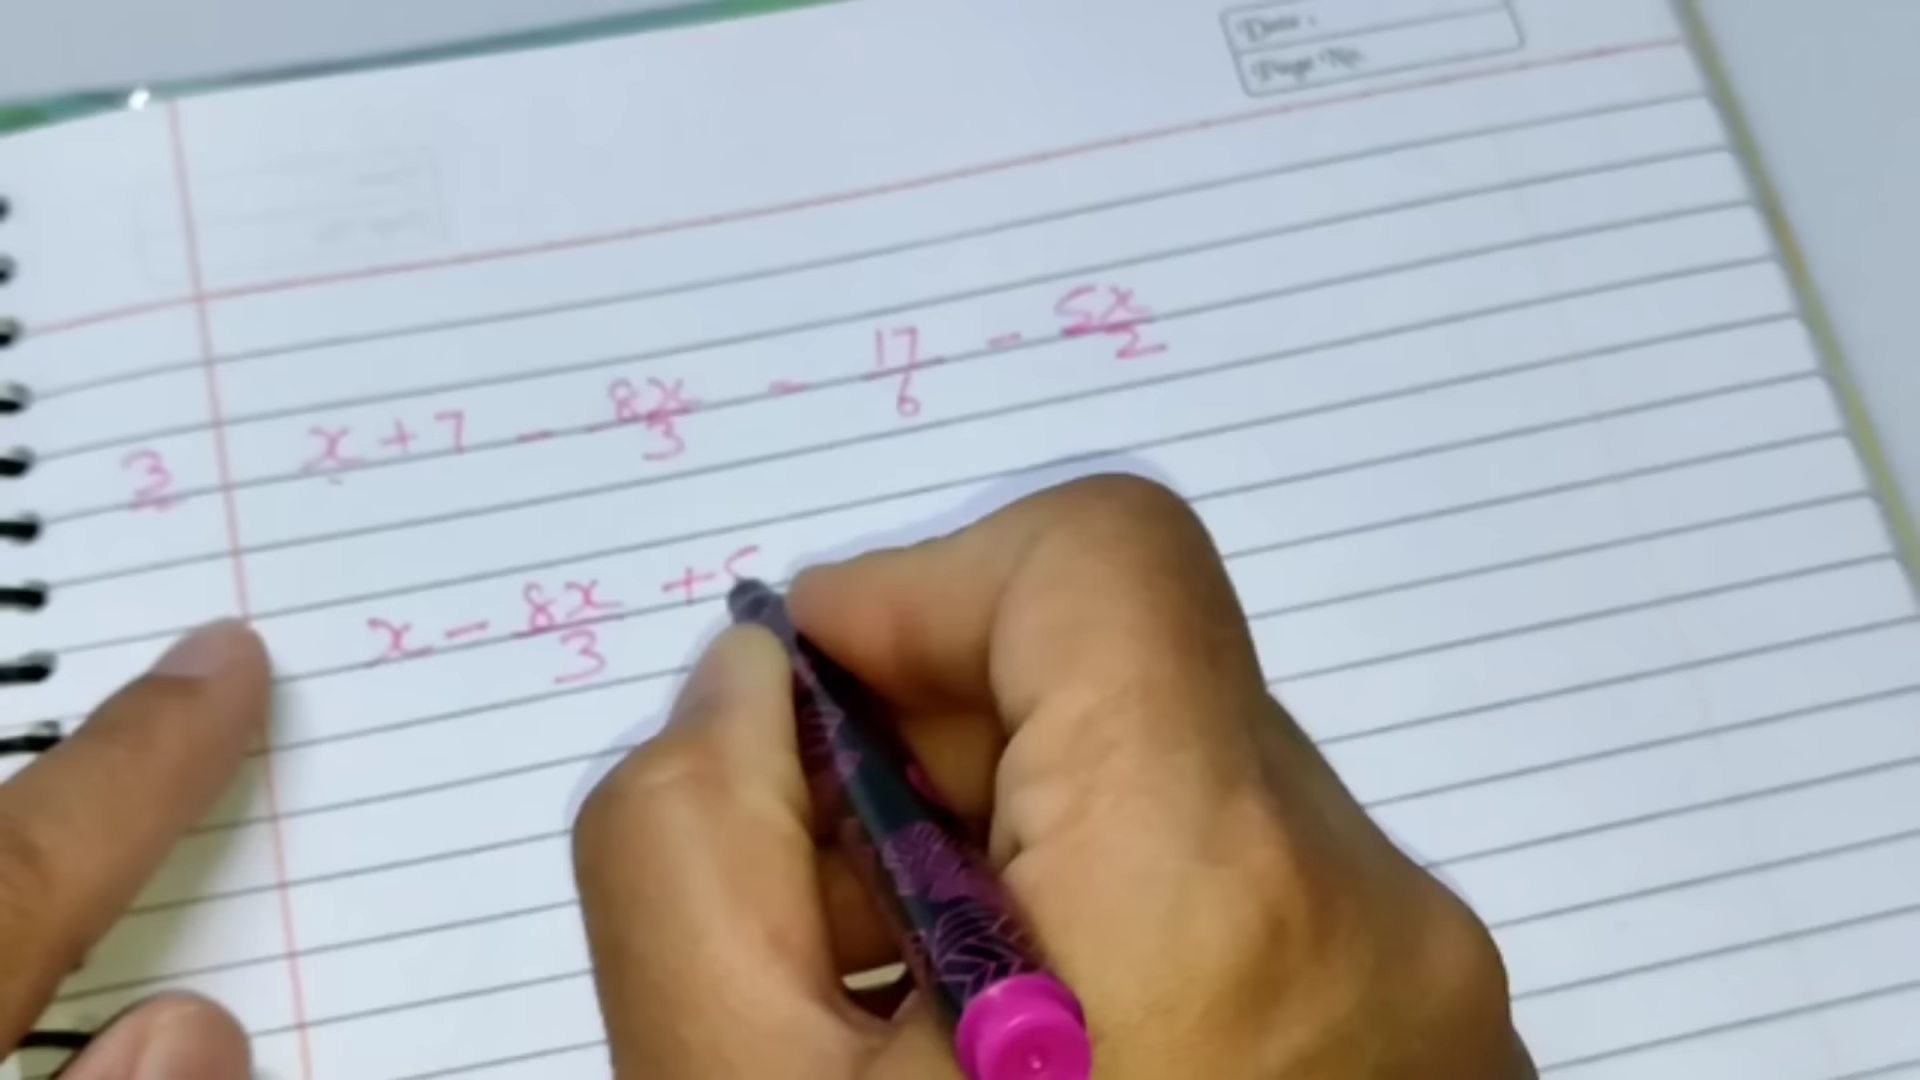 Date :
Page No.
3 x + 7 - 8x/3 - 17/6 - 5x/2
x - 8x/3 + 5